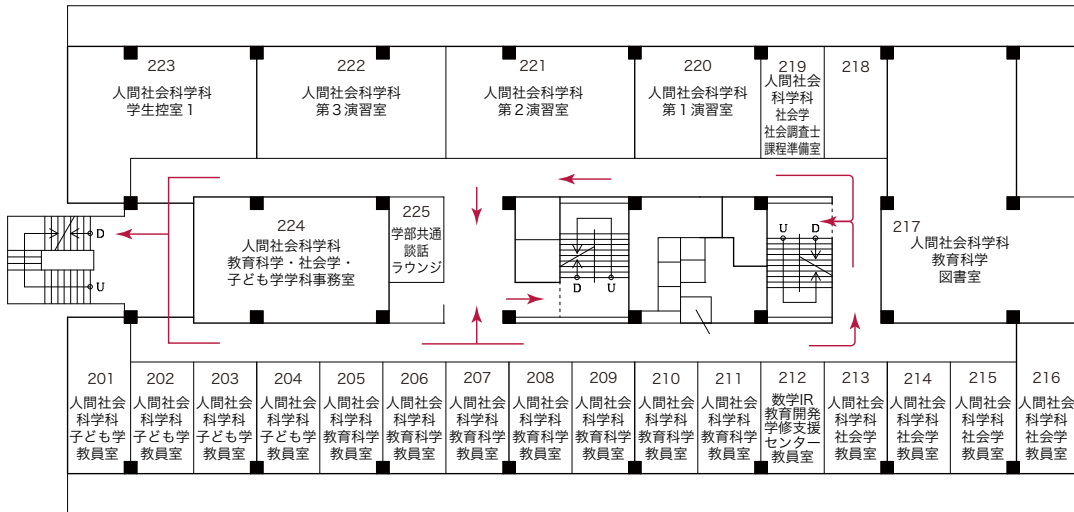 223
人間社会科学科
学生控室1
222
人間社会科学科
第3演習室
221
人間社会科学科
第2演習室
220
人間社会科学科
第1演習室
219
人間社会
科学科
社会学
社会調査士
課程準備室
218
224
人間社会科学科
教育科学・社会学・
子ども学学科事務室
225
学部共通
談話
ラウンジ
217
人間社会科学科
教育科学
図書室
D
U
D
U
U
D
201
人間社会
科学科
子ども学
教員室
202
人間社会
科学科
子ども学
教員室
203
人間社会
科学科
子ども学
教員室
204
人間社会
科学科
子ども学
教員室
205
人間社会
科学科
教育科学
教員室
206
人間社会
科学科
教育科学
教員室
207
人間社会
科学科
教育科学
教員室
208
人間社会
科学科
教育科学
教員室
209
人間社会
科学科
教育科学
教員室
210
人間社会
科学科
教育科学
教員室
211
人間社会
科学科
教育科学
教員室
212
数学IR
教育開発
学修支援
センター
教員室
213
人間社会
科学科
社会学
教員室
214
人間社会
科学科
社会学
教員室
215
人間社会
科学科
社会学
教員室
216
人間社会
科学科
社会学
教員室